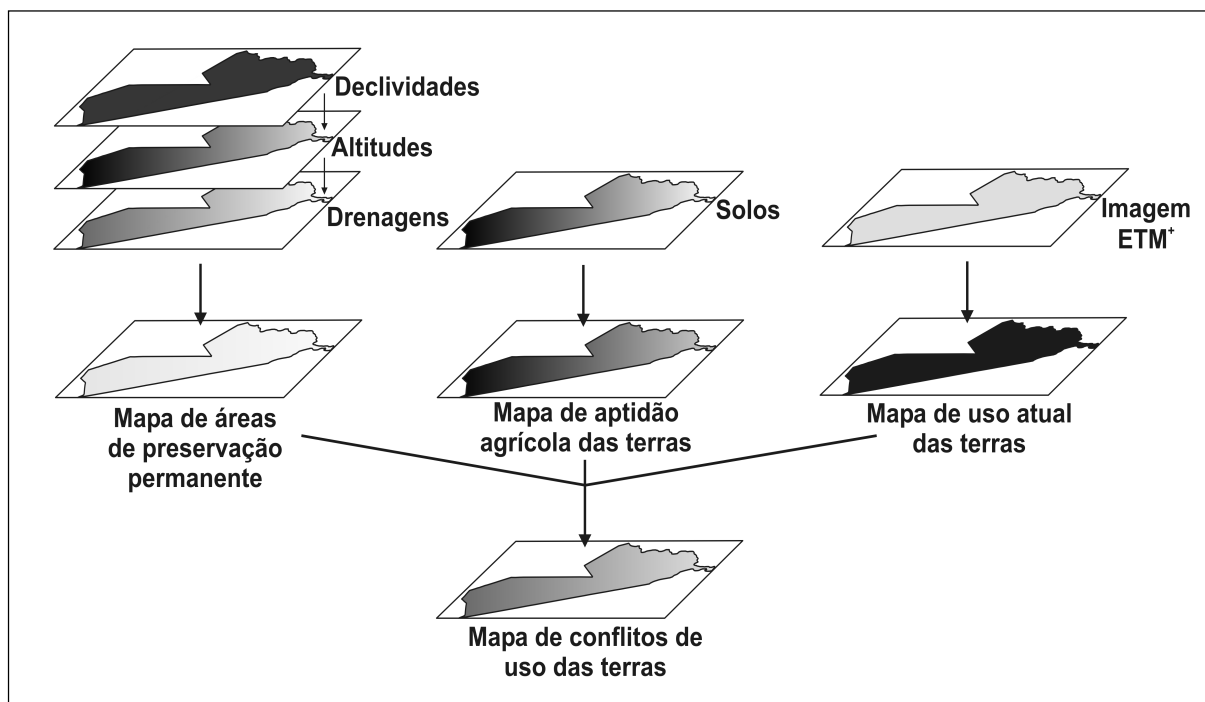 Declividades
Altitudes
Drenagens
Solos
Imagem
ETM+
Mapa de áreas
de preservação
permanente
Mapa de aptidão
agrícola das terras
Mapa de uso atual
das terras
Mapa de conflitos de
uso das terras